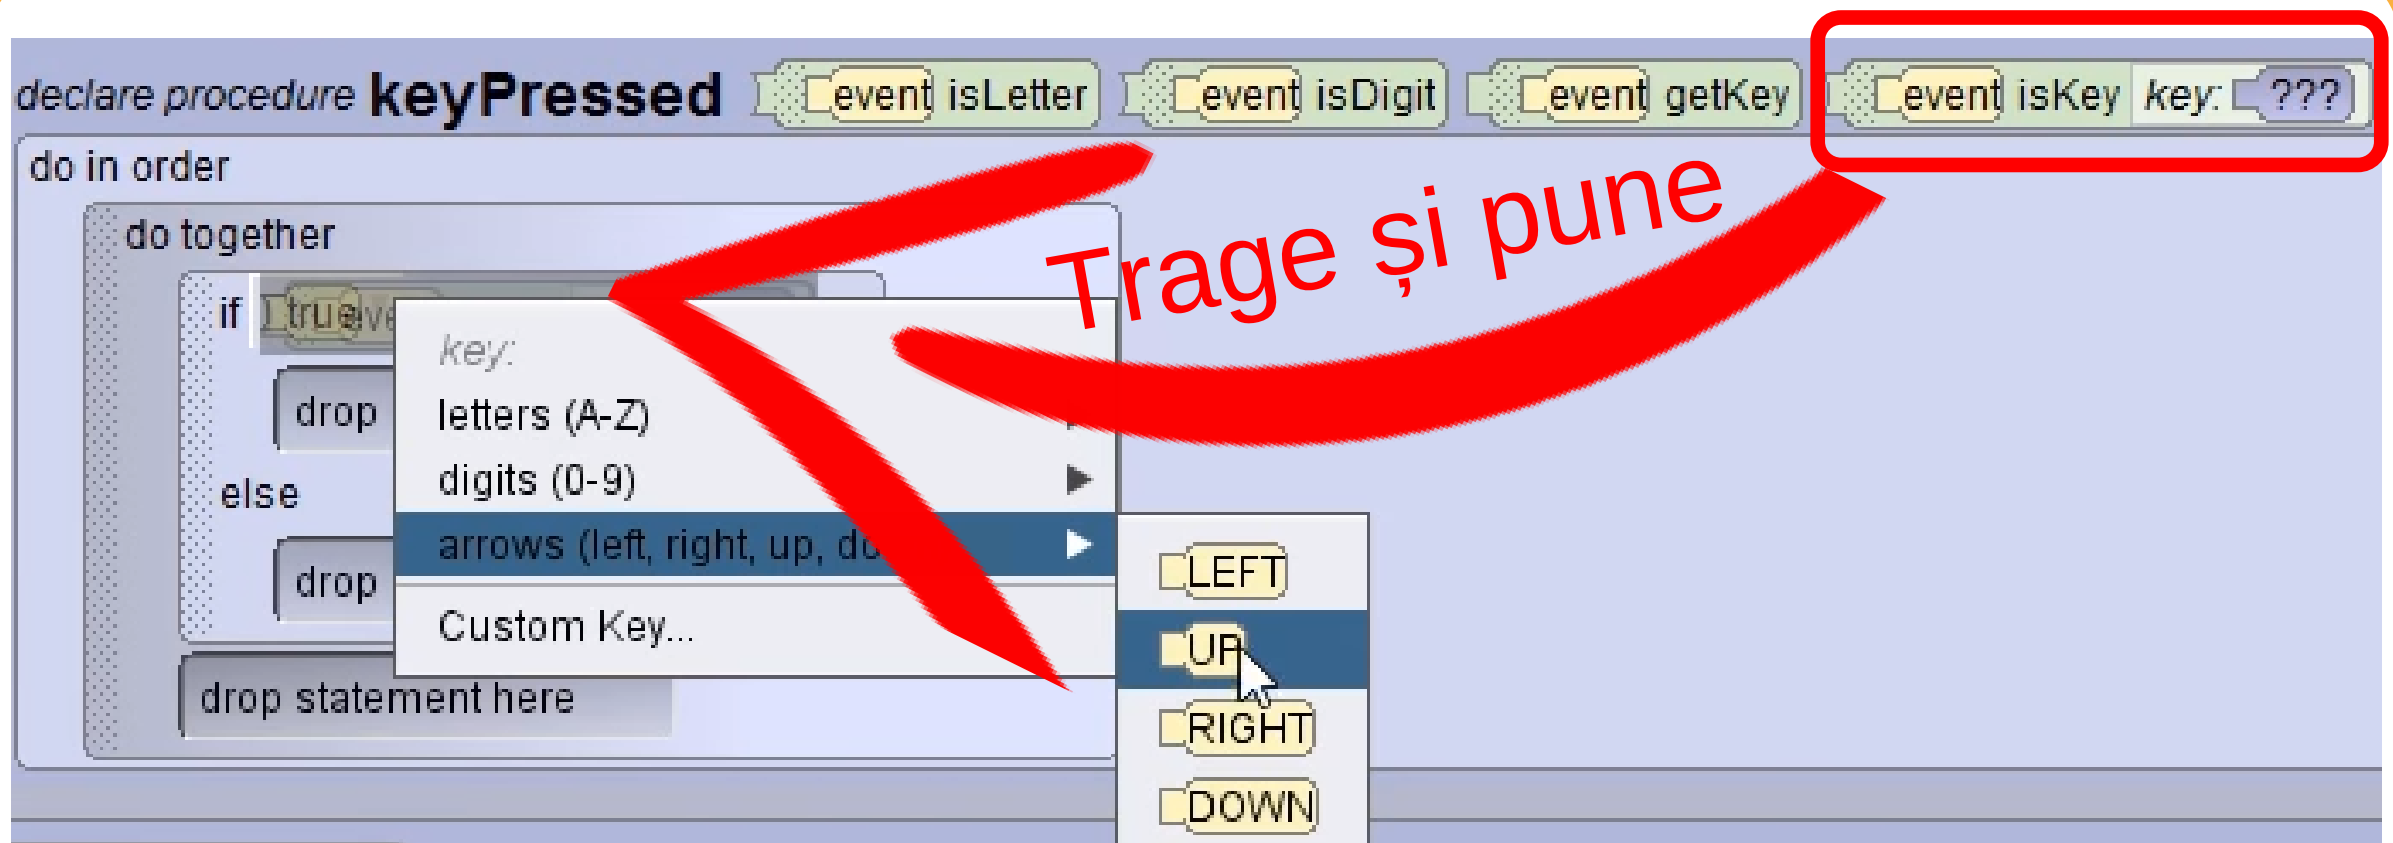 declare procedure keyPressed event isLetter event isDigit event getKey event isKey key: ???
do in order
Trage și pune
do together
if true
key:
drop
letters (A-Z)
digits (0-9)
else
arrows (left, right, up, do
LEFT
drop
Custom Key...
UP
drop statement here
RIGHT
DOWN